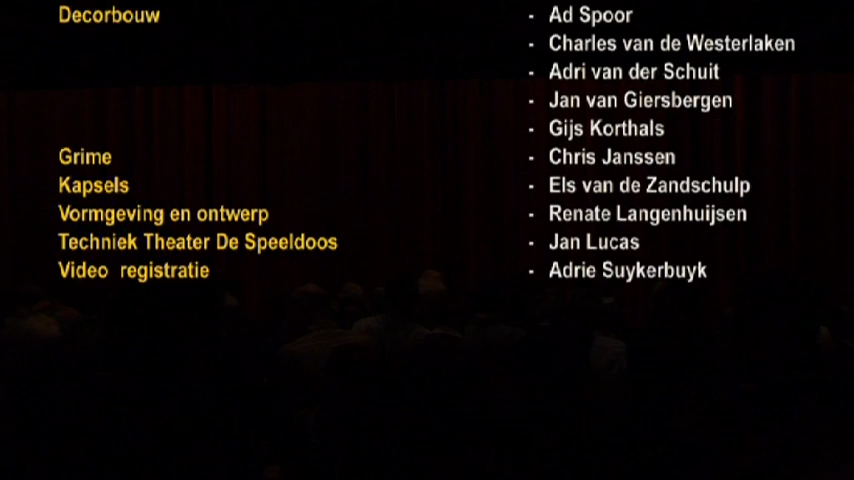 Decorbouw - Ad Spoor
- Charles van de Westerlaken
- Adri van der Schuit
- Jan van Giersbergen
- Gijs Korthals
Grime - Chris Janssen
Kapsels - Els van de Zandschulp
Vormgeving en ontwerp - Renate Langenhuijsen
Techniek Theater De Speeldoos - Jan Lucas
Video registratie - Adrie Suykerbuyk